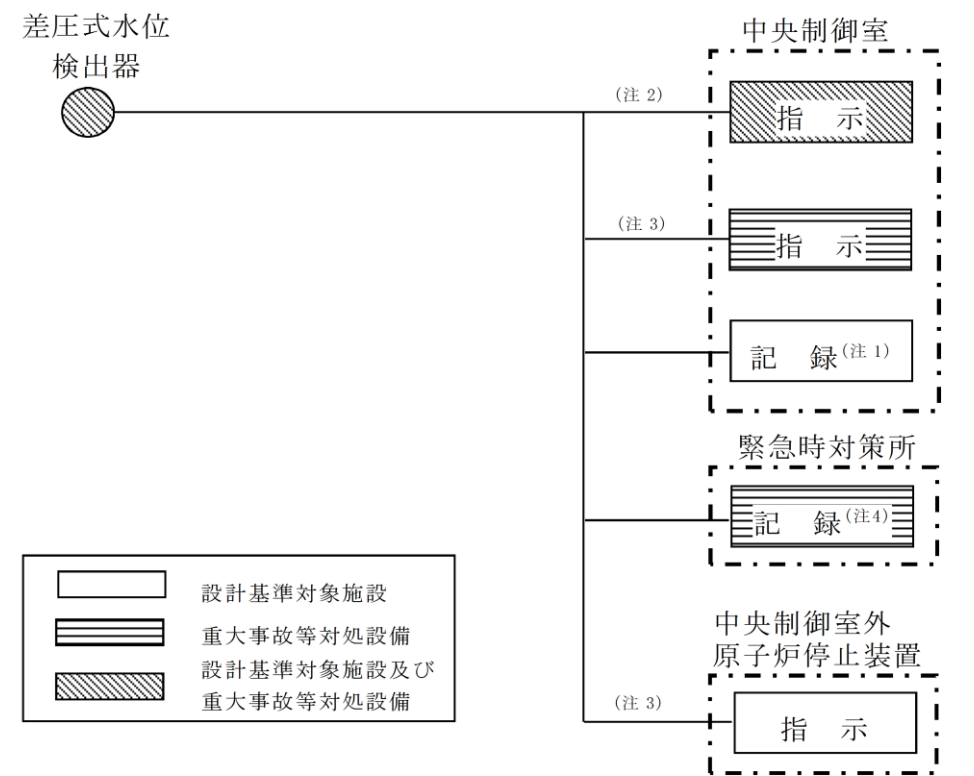 差圧式水位
検出器
中央制御室
(注 2)
指 示
(注 3)
指 示
記 録(注 1)
緊急時対策所
記 録(注4)
中央制御室外
原子炉停止装置
(注 3)
指 示
設計基準対象施設
重大事故等対処設備
設計基準対象施設及び
重大事故等対処設備